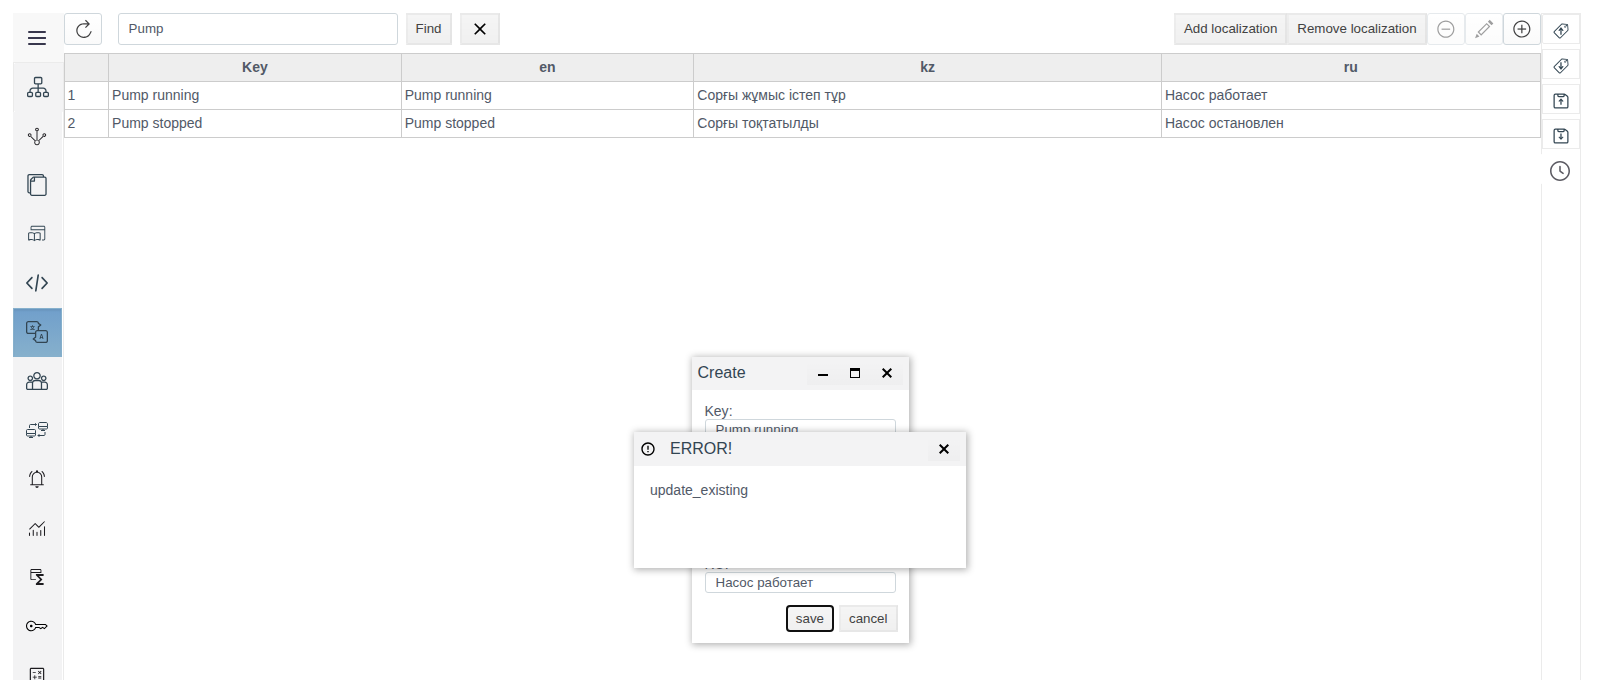 Pump
Find
Add localization
Remove localization
Key en kz ru
1 Pump running Pump running Сорғы жұмыс істеп тұр Насос работает
2 Pump stopped Pump stopped Сорғы тоқтатылды Насос остановлен
Create
Key:
Pump running
ERROR!
update_existing
Насос работает
save
cancel